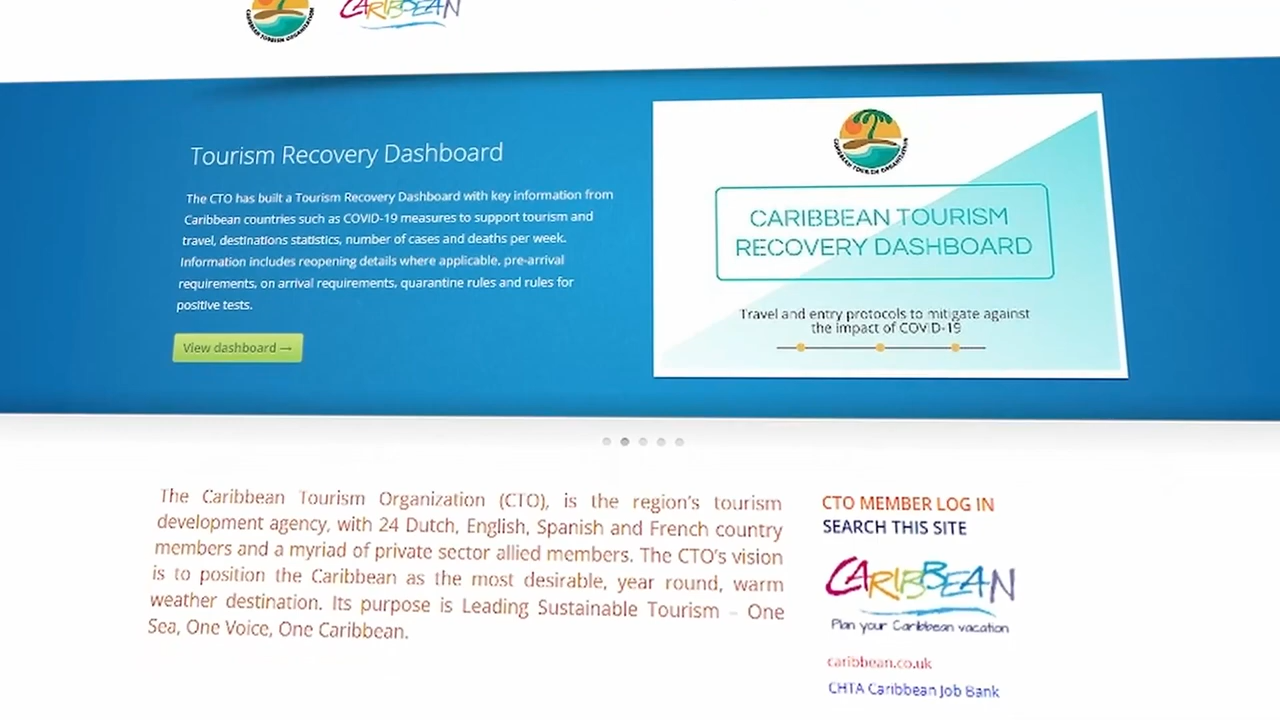 CARIBBEAN TOURISM ORGANIZATION
CARIBBEAN
Tourism Recovery Dashboard
The CTO has built a Tourism Recovery Dashboard with key information from
Caribbean countries such as COVID-19 measures to support tourism and
travel, destinations statistics, number of cases and deaths per week.
Information includes reopening details where applicable, pre-arrival
requirements, on arrival requirements, quarantine rules and rules for
positive tests.
View dashboard →
CARIBBEAN TOURISM ORGANIZATION
CARIBBEAN TOURISM
RECOVERY DASHBOARD
Travel and entry protocols to mitigate against
the impact of COVID-19
The Caribbean Tourism Organization (CTO), is the region's tourism
development agency, with 24 Dutch, English, Spanish and French country
members and a myriad of private sector allied members. The CTO's vision
is to position the Caribbean as the most desirable, year round, warm
weather destination. Its purpose is Leading Sustainable Tourism – One
Sea, One Voice, One Caribbean.
CTO MEMBER LOG IN
SEARCH THIS SITE
CARIBBEAN
Plan your Caribbean vacation
caribbean.co.uk
CHTA Caribbean Job Bank